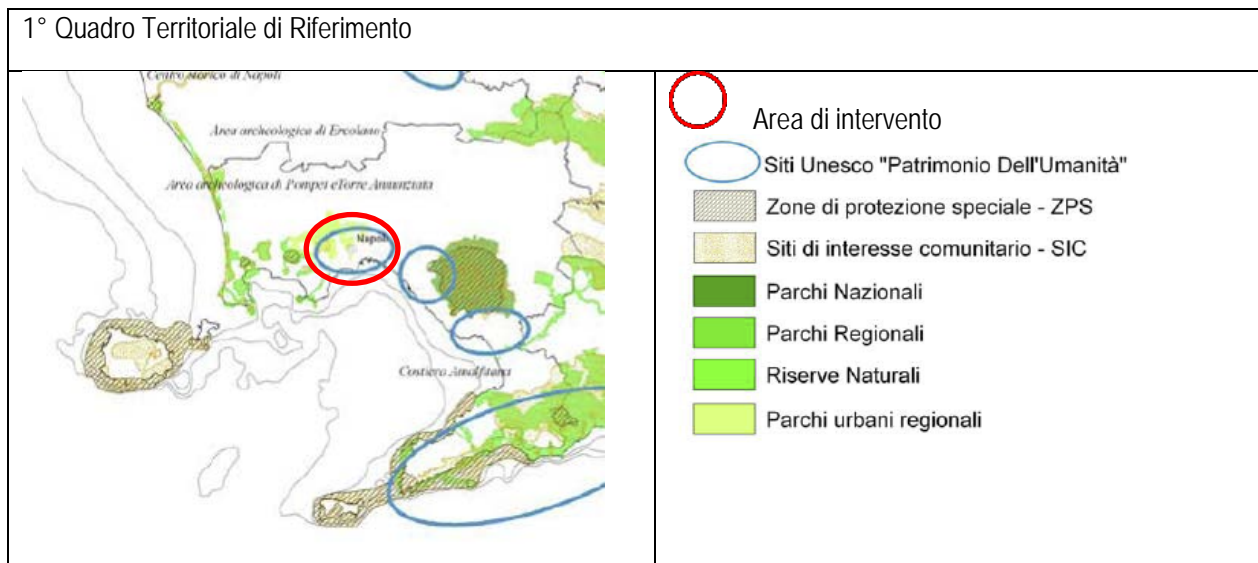 1° Quadro Territoriale di Riferimento
Centro storico di Napoli
Area archeologica di Ercolano
Area archeologica di Pompei e Torre Annunziata
Napoli
Costiera Amalfitana
Area di intervento
Siti Unesco "Patrimonio Dell'Umanità"
Zone di protezione speciale - ZPS
Siti di interesse comunitario - SIC
Parchi Nazionali
Parchi Regionali
Riserve Naturali
Parchi urbani regionali